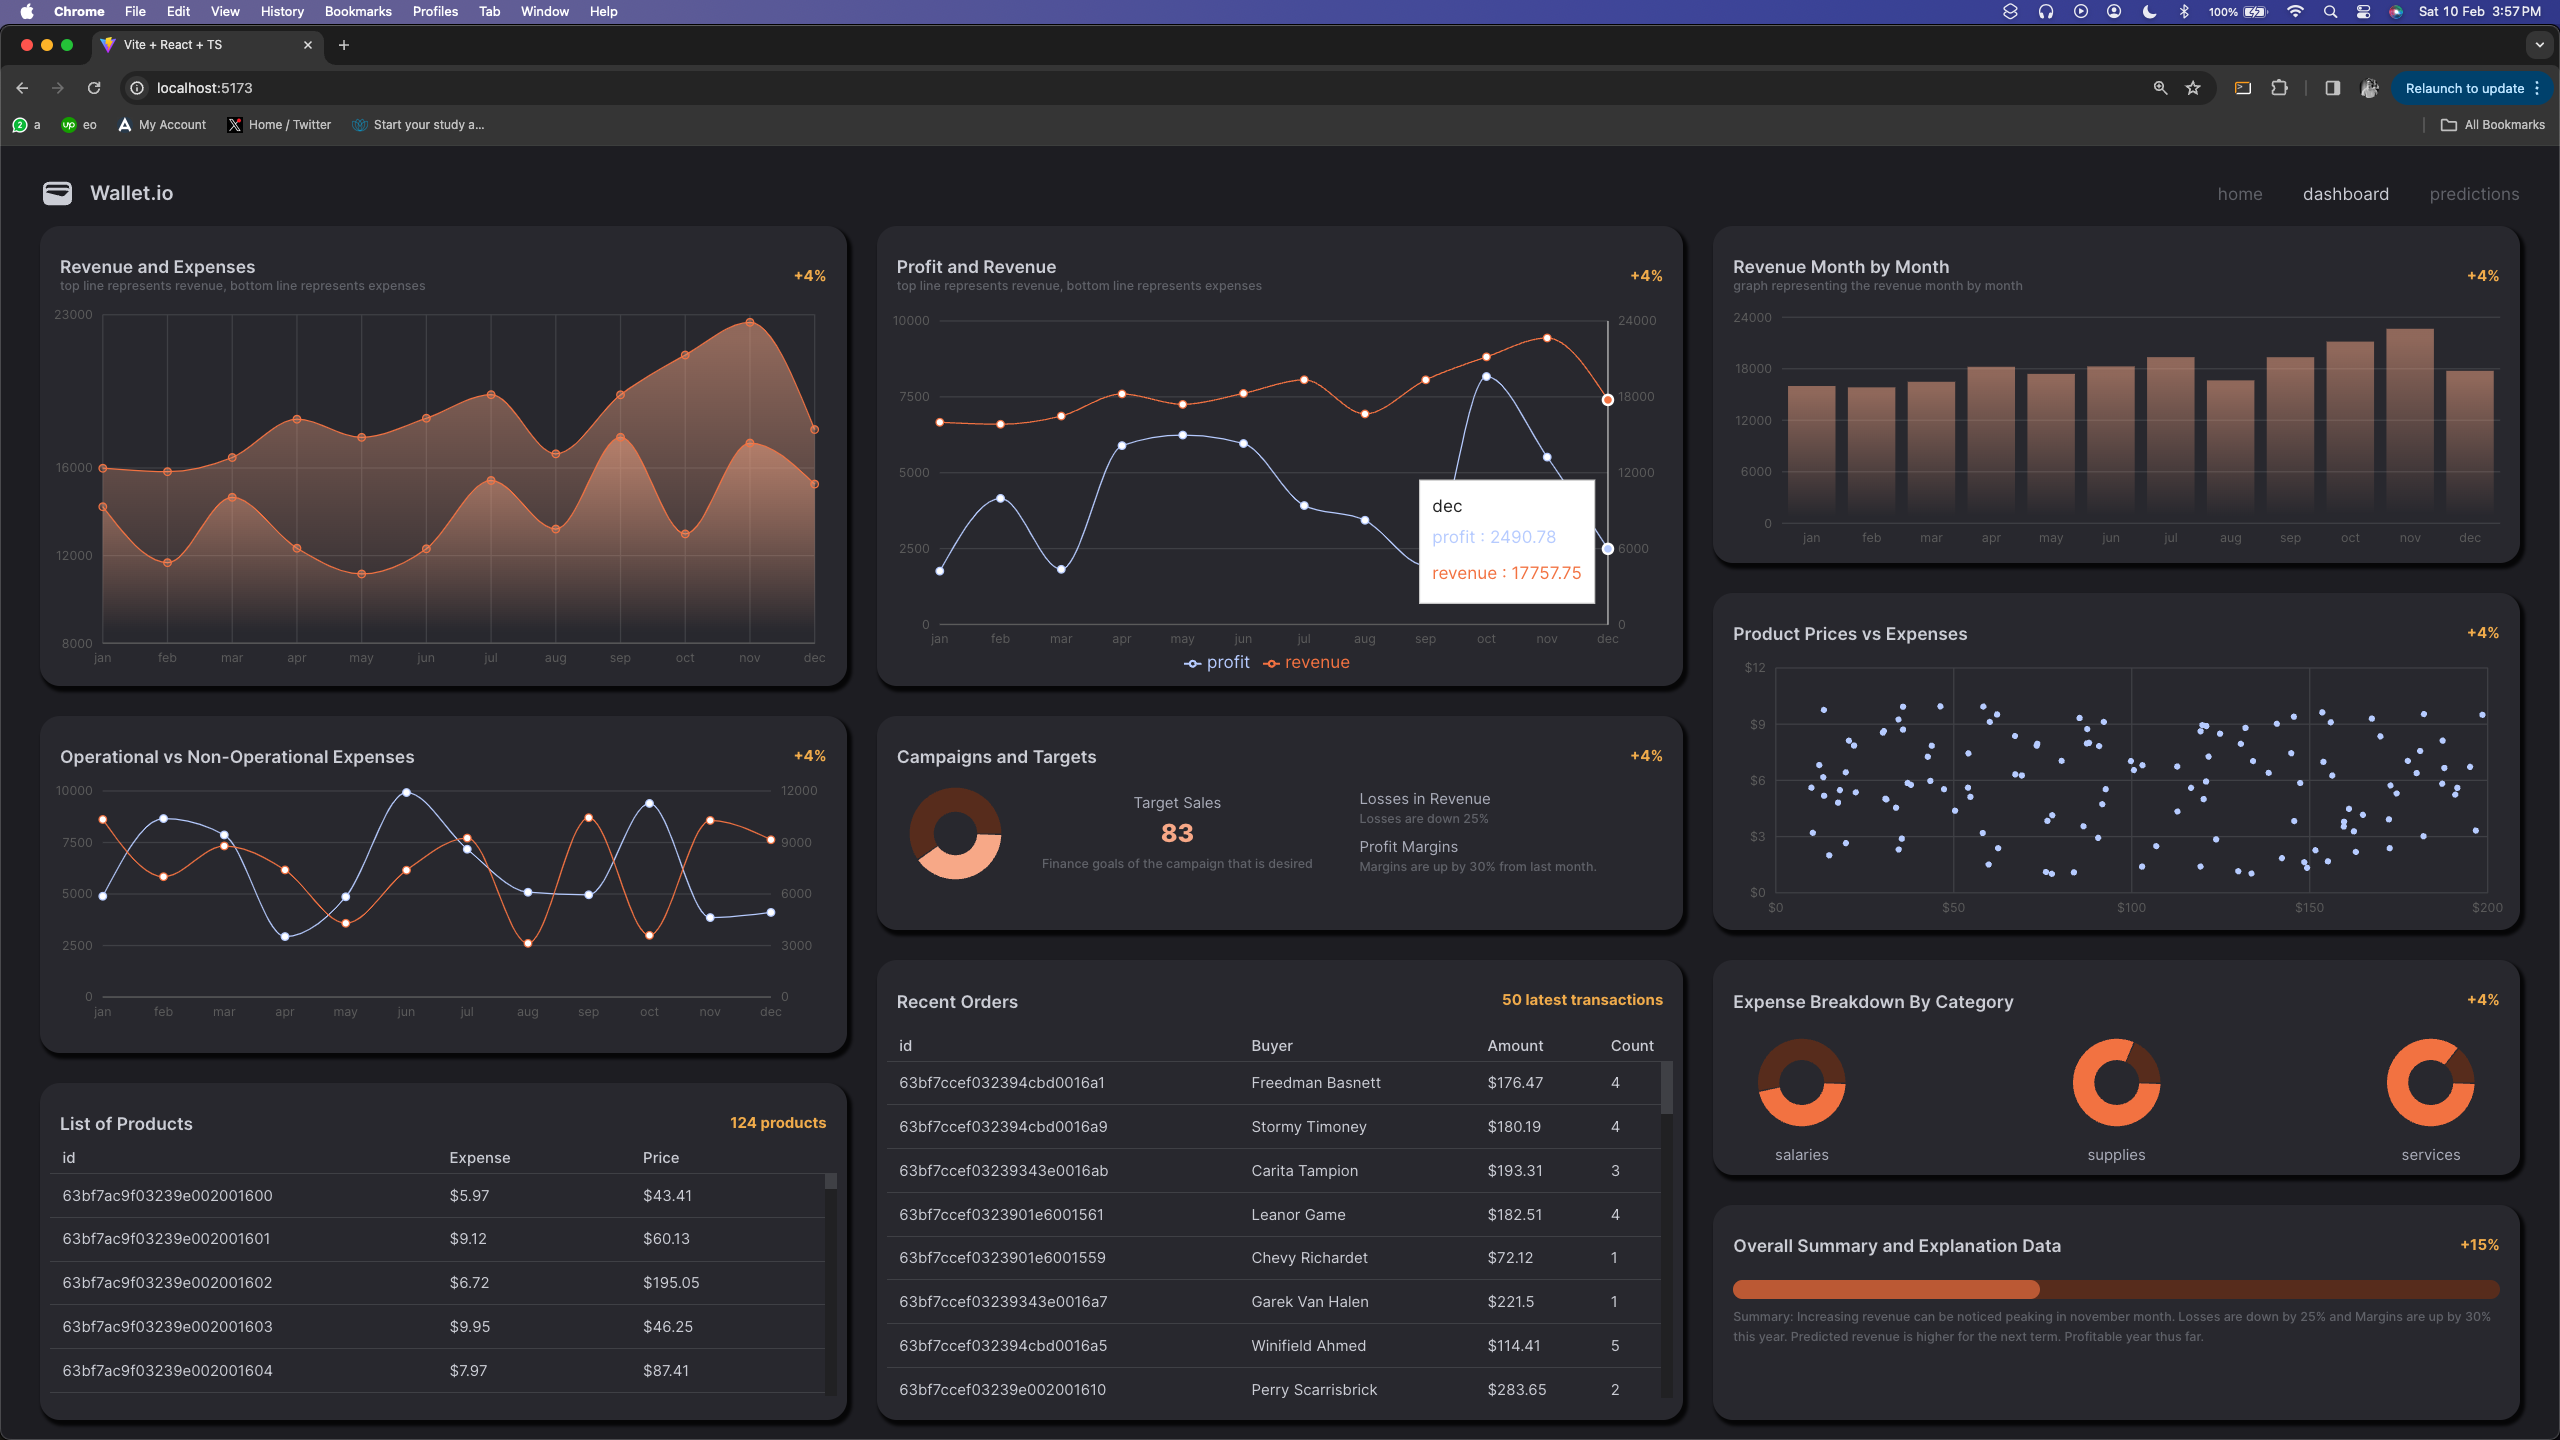 Chrome File Edit View History Bookmarks Profiles Tab Window Help 100% Sat 10 Feb 3:57 PM
Vite + React + TS
localhost:5173 Relaunch to update
2 a up eo My Account Home / Twitter Start your study a... All Bookmarks
Wallet.io
home dashboard predictions
Revenue and Expenses
top line represents revenue, bottom line represents expenses
+4%
23000
16000
12000
8000
jan feb mar apr may jun jul aug sep oct nov dec
Operational vs Non-Operational Expenses
+4%
10000 12000
7500 9000
5000 6000
2500 3000
0 0
jan feb mar apr may jun jul aug sep oct nov dec
List of Products
124 products
id Expense Price
63bf7ac9f03239e002001600 $5.97 $43.41
63bf7ac9f03239e002001601 $9.12 $60.13
63bf7ac9f03239e002001602 $6.72 $195.05
63bf7ac9f03239e002001603 $9.95 $46.25
63bf7ac9f03239e002001604 $7.97 $87.41
Profit and Revenue
top line represents revenue, bottom line represents expenses
+4%
10000 24000
7500 18000
5000 12000
2500 6000
0 0
dec
profit : 2490.78
revenue : 17757.75
jan feb mar apr may jun jul aug sep oct nov dec
profit revenue
Campaigns and Targets
+4%
Target Sales
83
Finance goals of the campaign that is desired
Losses in Revenue
Losses are down 25%
Profit Margins
Margins are up by 30% from last month.
Recent Orders
50 latest transactions
id Buyer Amount Count
63bf7ccef032394cbd0016a1 Freedman Basnett $176.47 4
63bf7ccef032394cbd0016a9 Stormy Timoney $180.19 4
63bf7ccef03239343e0016ab Carita Tampion $193.31 3
63bf7ccef0323901e6001561 Leanor Game $182.51 4
63bf7ccef0323901e6001559 Chevy Richardet $72.12 1
63bf7ccef03239343e0016a7 Garek Van Halen $221.5 1
63bf7ccef032394cbd0016a5 Winifield Ahmed $114.41 5
63bf7ccef03239e002001610 Perry Scarrisbrick $283.65 2
Revenue Month by Month
graph representing the revenue month by month
+4%
24000
18000
12000
6000
0
jan feb mar apr may jun jul aug sep oct nov dec
Product Prices vs Expenses
+4%
$12
$9
$6
$3
$0
$0 $50 $100 $150 $200
Expense Breakdown By Category
+4%
salaries supplies services
Overall Summary and Explanation Data
+15%
Summary: Increasing revenue can be noticed peaking in november month. Losses are down by 25% and Margins are up by 30%
this year. Predicted revenue is higher for the next term. Profitable year thus far.